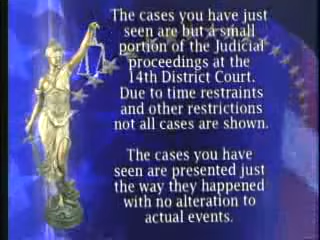 The cases you have just
seen are but a small
portion of the Judicial
proceedings at the
14th District Court.
Due to time restraints
and other restrictions
not all cases are shown.
The cases you have
seen are presented just
the way they happened
with no alteration to
actual events.